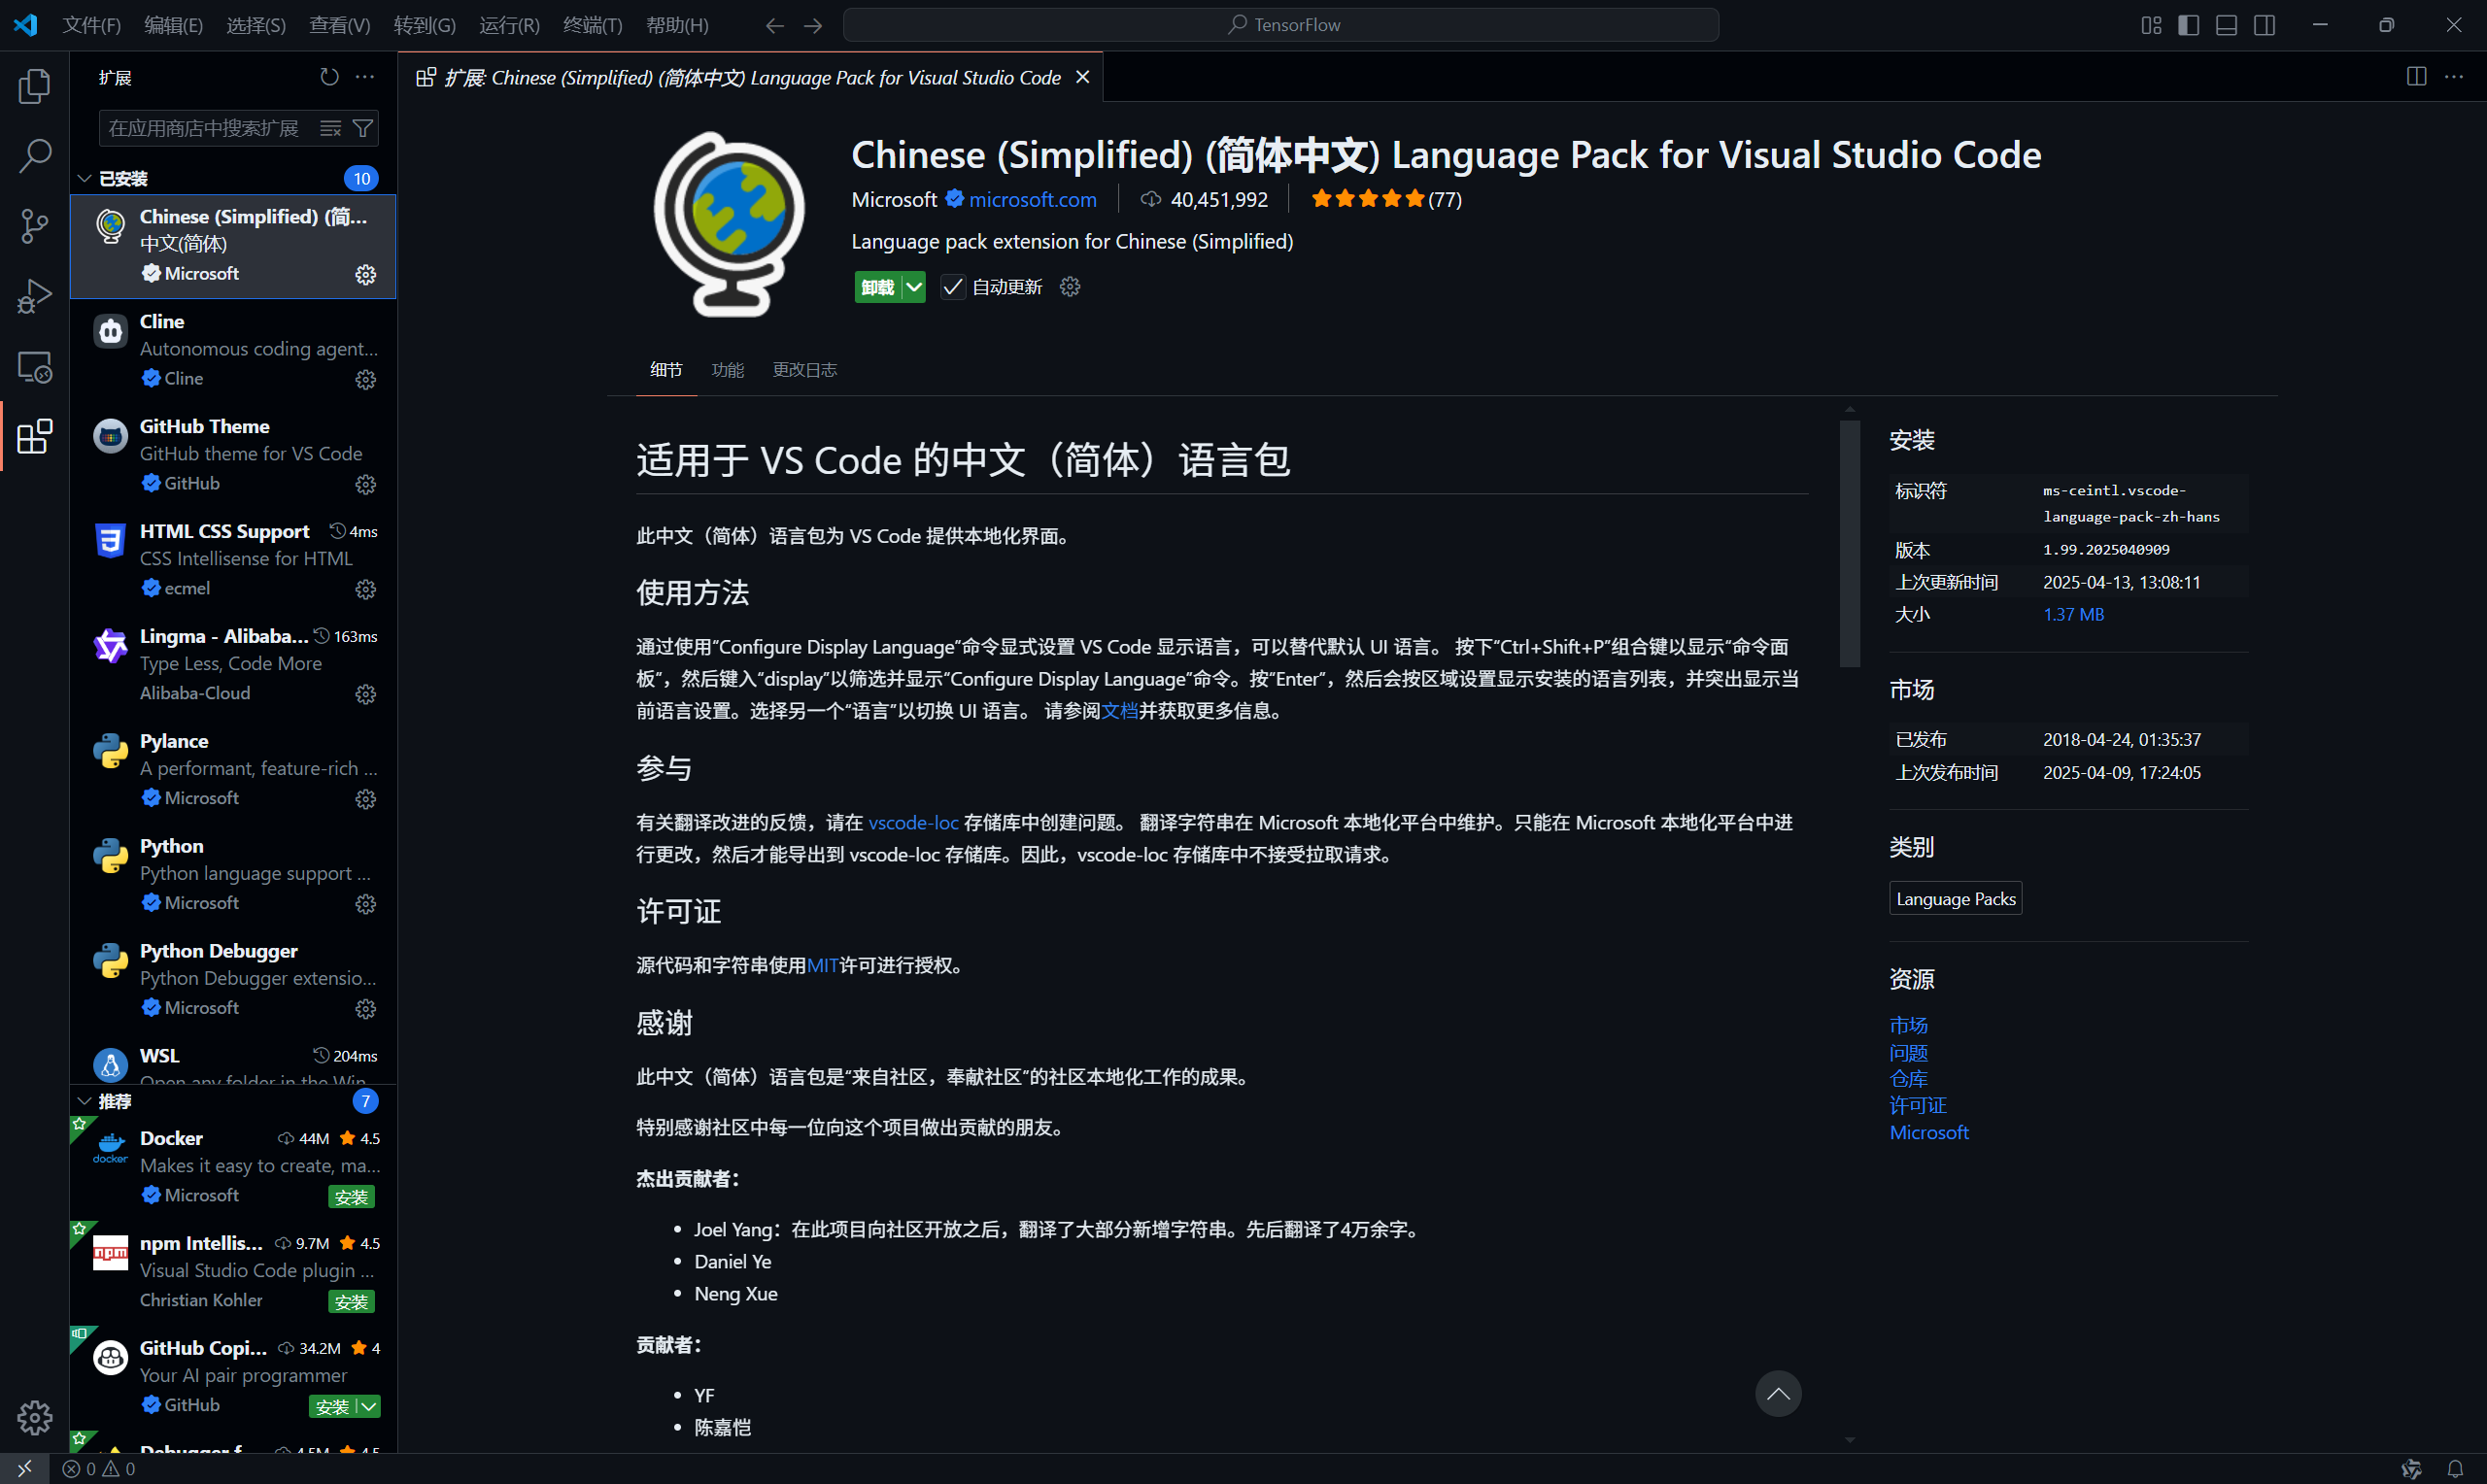 文件(F) 编辑(E) 选择(S) 查看(V) 转到(G) 运行(R) 终端(T) 帮助(H) TensorFlow
扩展
在应用商店中搜索扩展
已安装 10
Chinese (Simplified) (简...
中文(简体)
Microsoft
Cline
Autonomous coding agent...
Cline
GitHub Theme
GitHub theme for VS Code
GitHub
HTML CSS Support 4ms
CSS Intellisense for HTML
ecmel
Lingma - Alibaba... 163ms
Type Less, Code More
Alibaba-Cloud
Pylance
A performant, feature-rich ...
Microsoft
Python
Python language support ...
Microsoft
Python Debugger
Python Debugger extensio...
Microsoft
WSL 204ms
Open any folder in the Win...
推荐 7
Docker 44M 4.5
docker
Makes it easy to create, ma...
Microsoft 安装
npm Intellis... 9.7M 4.5
npm
Visual Studio Code plugin ...
Christian Kohler 安装
GitHub Copi... 34.2M 4
Your AI pair programmer
GitHub 安装
Debugger f... 4.5M 4.5
扩展: Chinese (Simplified) (简体中文) Language Pack for Visual Studio Code
Chinese (Simplified) (简体中文) Language Pack for Visual Studio Code
Microsoft microsoft.com 40,451,992 (77)
Language pack extension for Chinese (Simplified)
卸载 自动更新
细节 功能 更改日志
适用于 VS Code 的中文（简体）语言包
此中文（简体）语言包为 VS Code 提供本地化界面。
使用方法
通过使用“Configure Display Language”命令显式设置 VS Code 显示语言，可以替代默认 UI 语言。 按下“Ctrl+Shift+P”组合键以显示“命令面
板”，然后键入“display”以筛选并显示“Configure Display Language”命令。按“Enter”，然后会按区域设置显示安装的语言列表，并突出显示当
前语言设置。选择另一个“语言”以切换 UI 语言。 请参阅文档并获取更多信息。
参与
有关翻译改进的反馈，请在 vscode-loc 存储库中创建问题。 翻译字符串在 Microsoft 本地化平台中维护。只能在 Microsoft 本地化平台中进
行更改，然后才能导出到 vscode-loc 存储库。因此，vscode-loc 存储库中不接受拉取请求。
许可证
源代码和字符串使用MIT许可进行授权。
感谢
此中文（简体）语言包是“来自社区，奉献社区”的社区本地化工作的成果。
特别感谢社区中每一位向这个项目做出贡献的朋友。
杰出贡献者：
Joel Yang：在此项目向社区开放之后，翻译了大部分新增字符串。先后翻译了4万余字。
Daniel Ye
Neng Xue
贡献者：
YF
陈嘉恺
安装
标识符 ms-ceintl.vscode-
language-pack-zh-hans
版本 1.99.2025040909
上次更新时间 2025-04-13, 13:08:11
大小 1.37 MB
市场
已发布 2018-04-24, 01:35:37
上次发布时间 2025-04-09, 17:24:05
类别
Language Packs
资源
市场
问题
仓库
许可证
Microsoft
0 0